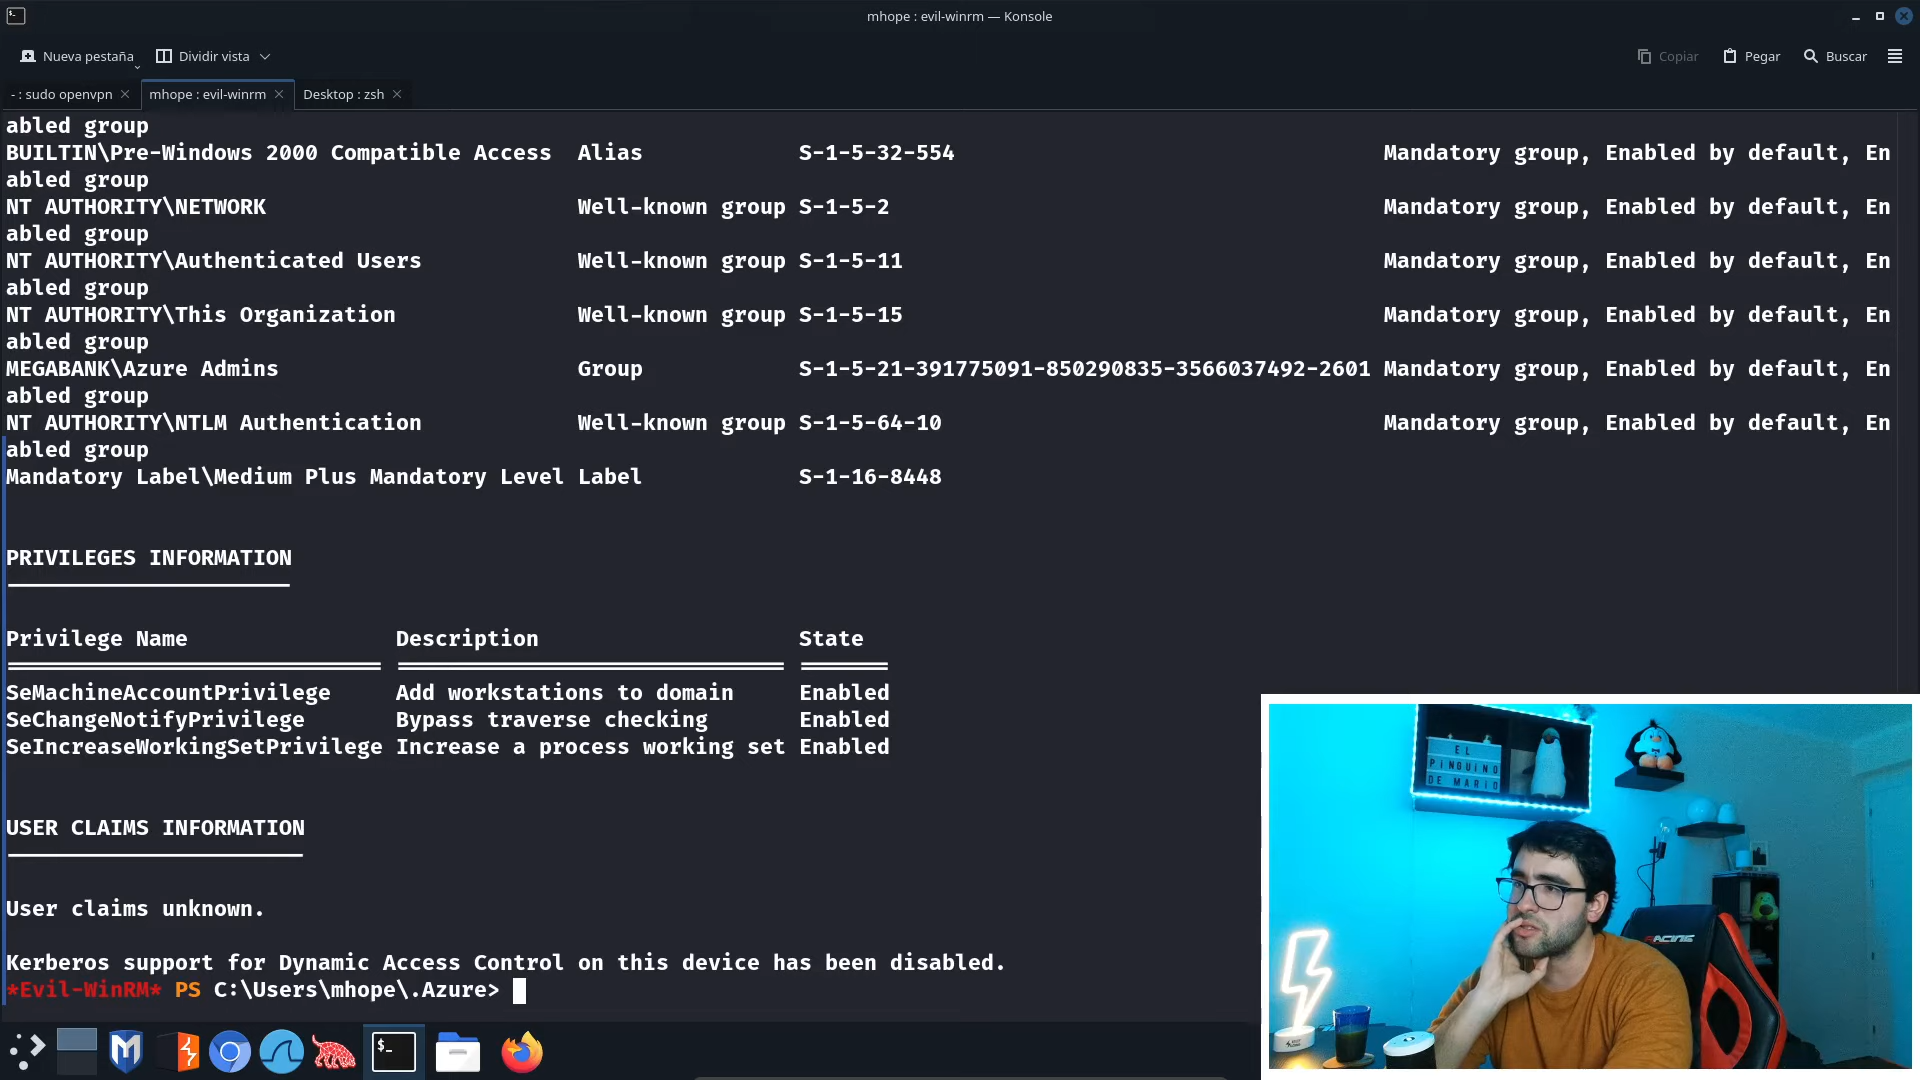 mhope : evil-winrm — Konsole
Nueva pestaña
Dividir vista
Copiar
Pegar
Buscar
- : sudo openvpn
mhope : evil-winrm
Desktop : zsh
abled group
BUILTIN\Pre-Windows 2000 Compatible Access  Alias            S-1-5-32-554                                 Mandatory group, Enabled by default, En
abled group
NT AUTHORITY\NETWORK                        Well-known group S-1-5-2                                      Mandatory group, Enabled by default, En
abled group
NT AUTHORITY\Authenticated Users            Well-known group S-1-5-11                                     Mandatory group, Enabled by default, En
abled group
NT AUTHORITY\This Organization              Well-known group S-1-5-15                                     Mandatory group, Enabled by default, En
abled group
MEGABANK\Azure Admins                       Group            S-1-5-21-391775091-850290835-3566037492-2601 Mandatory group, Enabled by default, En
abled group
NT AUTHORITY\NTLM Authentication            Well-known group S-1-5-64-10                                  Mandatory group, Enabled by default, En
abled group
Mandatory Label\Medium Plus Mandatory Level Label            S-1-16-8448
PRIVILEGES INFORMATION
Privilege Name                Description                    State
SeMachineAccountPrivilege     Add workstations to domain     Enabled
SeChangeNotifyPrivilege       Bypass traverse checking       Enabled
SeIncreaseWorkingSetPrivilege Increase a process working set Enabled
USER CLAIMS INFORMATION
User claims unknown.
Kerberos support for Dynamic Access Control on this device has been disabled.
*Evil-WinRM* PS C:\Users\mhope\.Azure>
EL
PINGUINO
DE MARIO
RACING